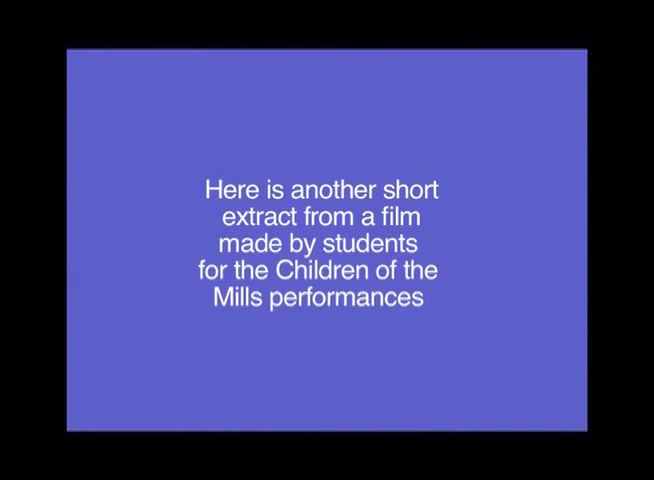 Here is another short
extract from a film
made by students
for the Children of the
Mills performances